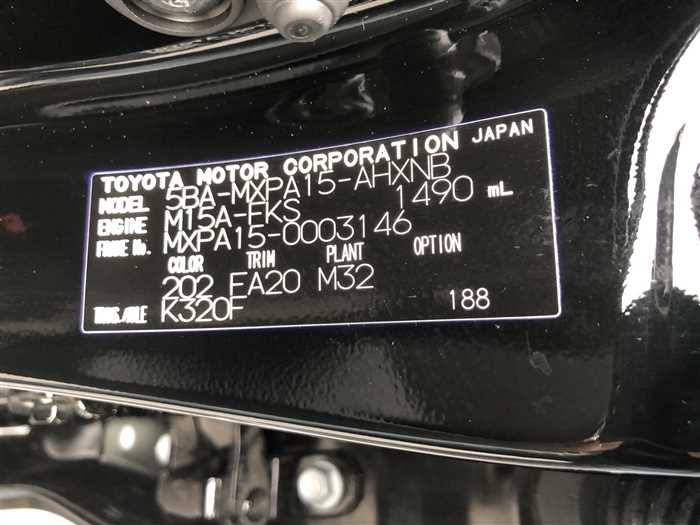 TOYOTA MOTOR CORPORATION JAPAN
MODEL 5BA-MXPA15-AHXNB
ENGINE M15A-FKS 1490 mL
FRAME No. MXPA15-0003146
COLOR TRIM PLANT OPTION
202 FA20 M32
TRANS/AXLE K320F 188